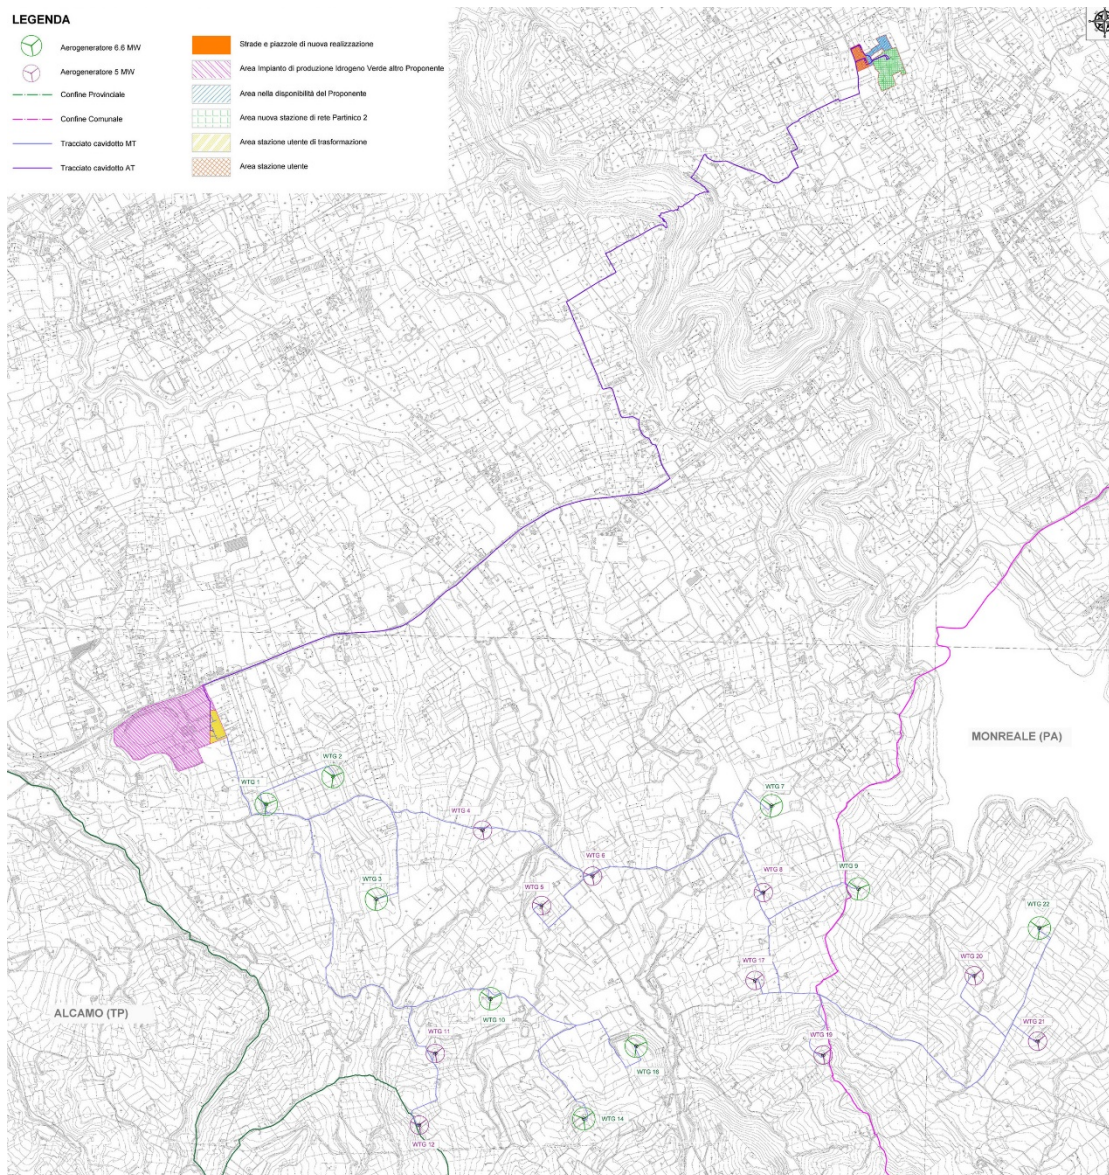 LEGENDA
Aerogeneratore 6.6 MW
Aerogeneratore 5 MW
Confine Provinciale
Confine Comunale
Tracciato cavidotto MT
Tracciato cavidotto AT
Strade e piazzole di nuova realizzazione
Area Impianto di produzione Idrogeno Verde altro Proponente
Area nella disponibilità del Proponente
Area nuova stazione di rete Partinico 2
Area stazione utente di trasformazione
Area stazione utente
MONREALE (PA)
WTG 2
WTG 1
WTG 7
WTG 4
WTG 6
WTG 8
WTG 9
WTG 3
WTG 5
WTG 22
WTG 17
WTG 20
ALCAMO (TP)
WTG 10
WTG 11
WTG 21
WTG 19
WTG 16
WTG 14
WTG 12